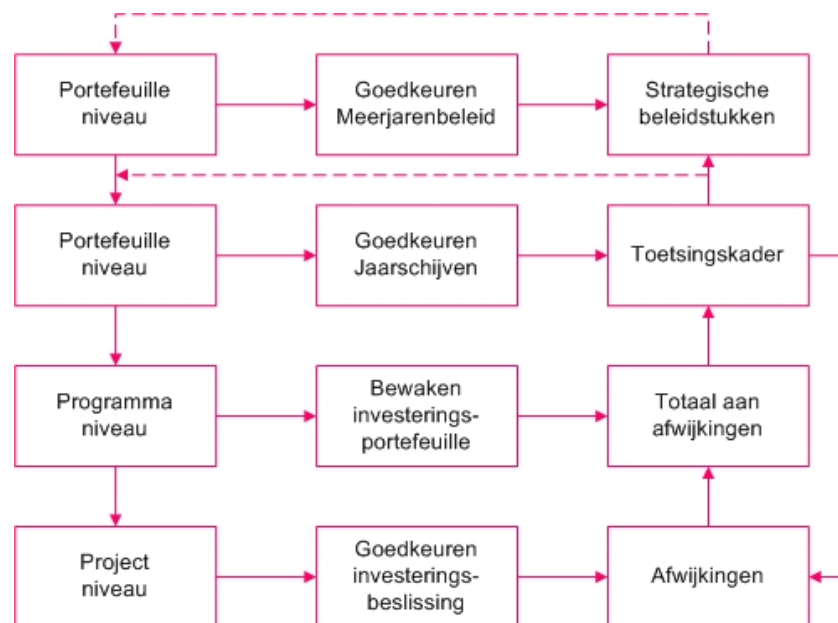 Portefeuille
niveau
Goedkeuren
Meerjarenbeleid
Strategische
beleidstukken
Portefeuille
niveau
Goedkeuren
Jaarschijven
Toetsingskader
Programma
niveau
Bewaken
investerings-
portefeuille
Totaal aan
afwijkingen
Project
niveau
Goedkeuren
investerings-
beslissing
Afwijkingen